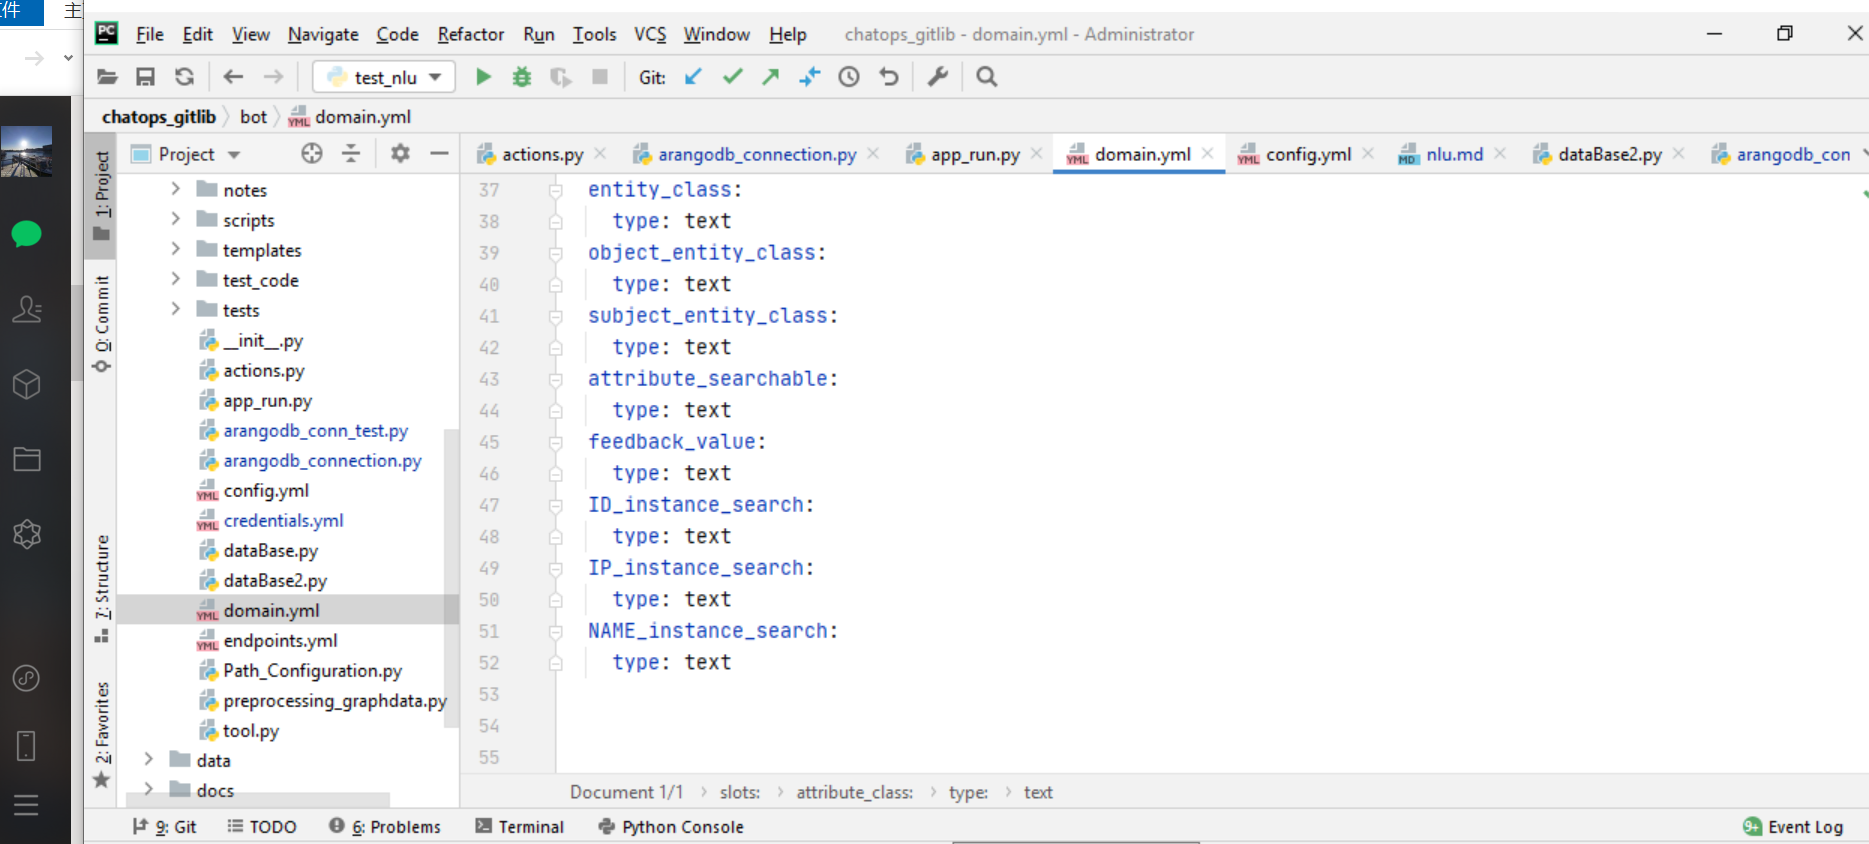 件
主
File Edit View Navigate Code Refactor Run Tools VCS Window Help chatops_gitlib - domain.yml - Administrator
test_nlu Git:
chatops_gitlib bot domain.yml
Project
actions.py arangodb_connection.py app_run.py domain.yml config.yml nlu.md dataBase2.py arangodb_con
1: Project
0: Commit
7: Structure
2: Favorites
notes
scripts
templates
test_code
tests
__init__.py
actions.py
app_run.py
arangodb_conn_test.py
arangodb_connection.py
config.yml
credentials.yml
dataBase.py
dataBase2.py
domain.yml
endpoints.yml
Path_Configuration.py
preprocessing_graphdata.py
tool.py
data
docs
37 entity_class:
38 type: text
39 object_entity_class:
40 type: text
41 subject_entity_class:
42 type: text
43 attribute_searchable:
44 type: text
45 feedback_value:
46 type: text
47 ID_instance_search:
48 type: text
49 IP_instance_search:
50 type: text
51 NAME_instance_search:
52 type: text
53
54
55
Document 1/1 slots: attribute_class: type: text
9: Git TODO 6: Problems Terminal Python Console 9+ Event Log